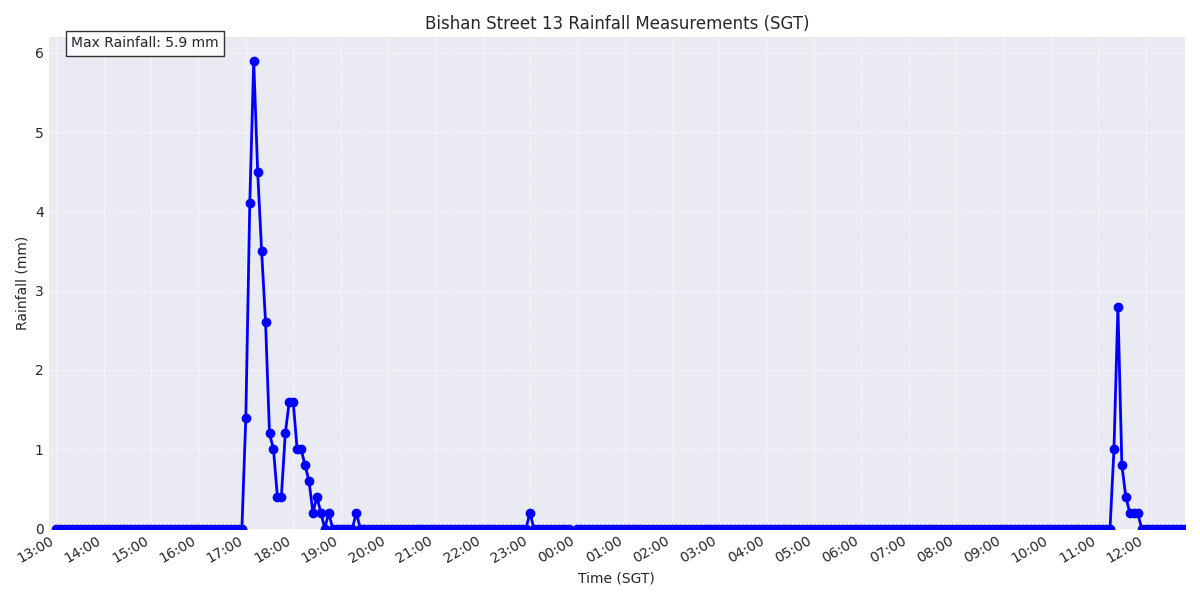 Bishan Street 13 Rainfall Measurements (SGT)
Max Rainfall: 5.9 mm
6
5
4
3
2
1
0
Rainfall (mm)
13:00 14:00 15:00 16:00 17:00 18:00 19:00 20:00 21:00 22:00 23:00 00:00 01:00 02:00 03:00 04:00 05:00 06:00 07:00 08:00 09:00 10:00 11:00 12:00
Time (SGT)